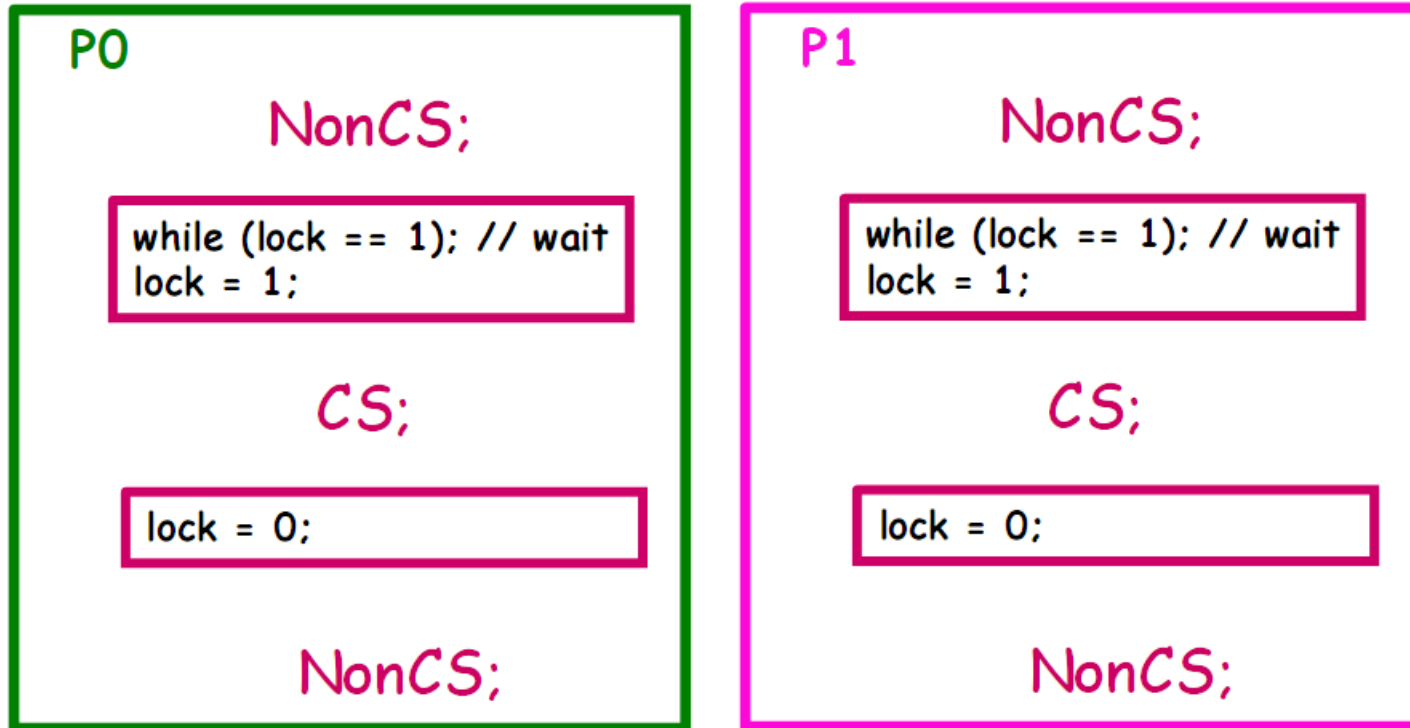 P0
NonCS;
while (lock == 1); // wait
lock = 1;
CS;
lock = 0;
NonCS;
P1
NonCS;
while (lock == 1); // wait
lock = 1;
CS;
lock = 0;
NonCS;